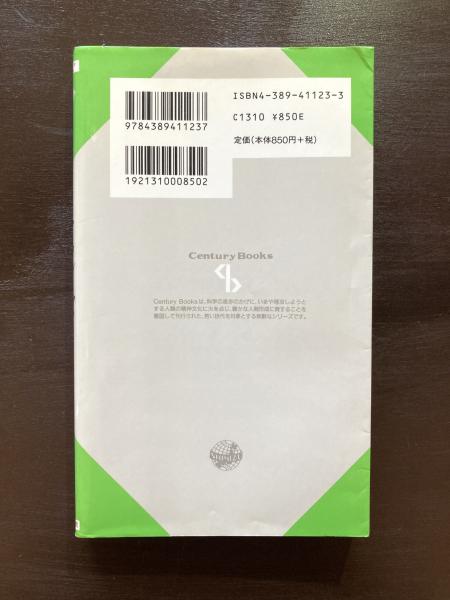 ISBN4-389-41123-3
C1310 ¥850E
定価(本体850円+税)
9784389411237
1921310008502
Century Books
Century Booksは、科学の進歩のかげに、いまや埋没しようと
する人類の精神文化に火を点じ、豊かな人間形成に資することを
意図して刊行された、若い世代を対象とする斬新なシリーズです。
SHIMIZU